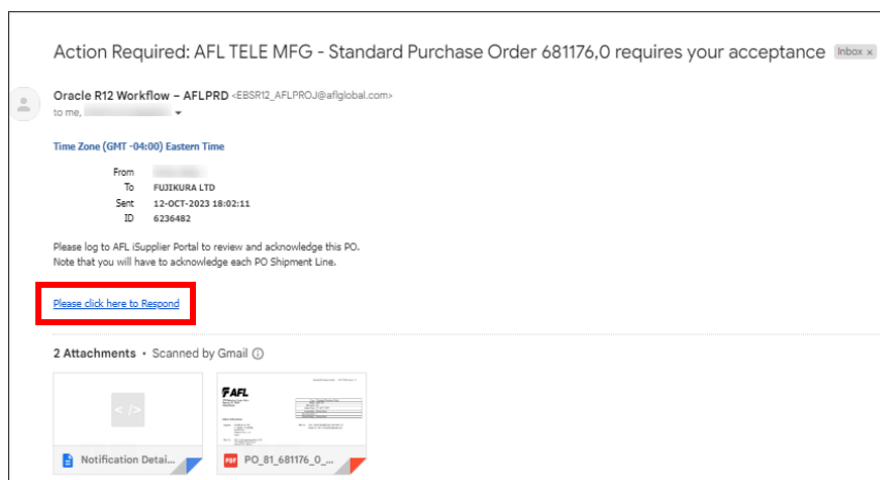 Action Required: AFL TELE MFG - Standard Purchase Order 681176,0 requires your acceptance Inbox x
Oracle R12 Workflow – AFLPRD <EBSR12_AFLPROJ@aflglobal.com>
to me,
Time Zone (GMT -04:00) Eastern Time
From
To FUJIKURA LTD
Sent 12-OCT-2023 18:02:11
ID 6236482
Please log to AFL iSupplier Portal to review and acknowledge this PO.
Note that you will have to acknowledge each PO Shipment Line.
Please click here to Respond
2 Attachments • Scanned by Gmail
AFL
Notification Detai...
PDF PO_81_681176_0_...